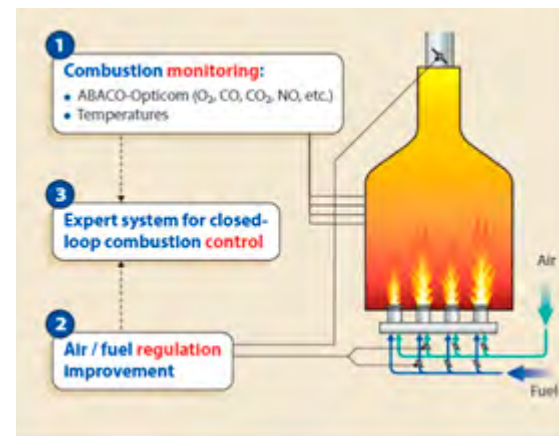 1
Combustion monitoring:
• ABACO-Opticom (O₂, CO, CO₂, NO, etc.)
• Temperatures
3
Expert system for closed-
loop combustion control
2
Air / fuel regulation
improvement
Air
Fuel